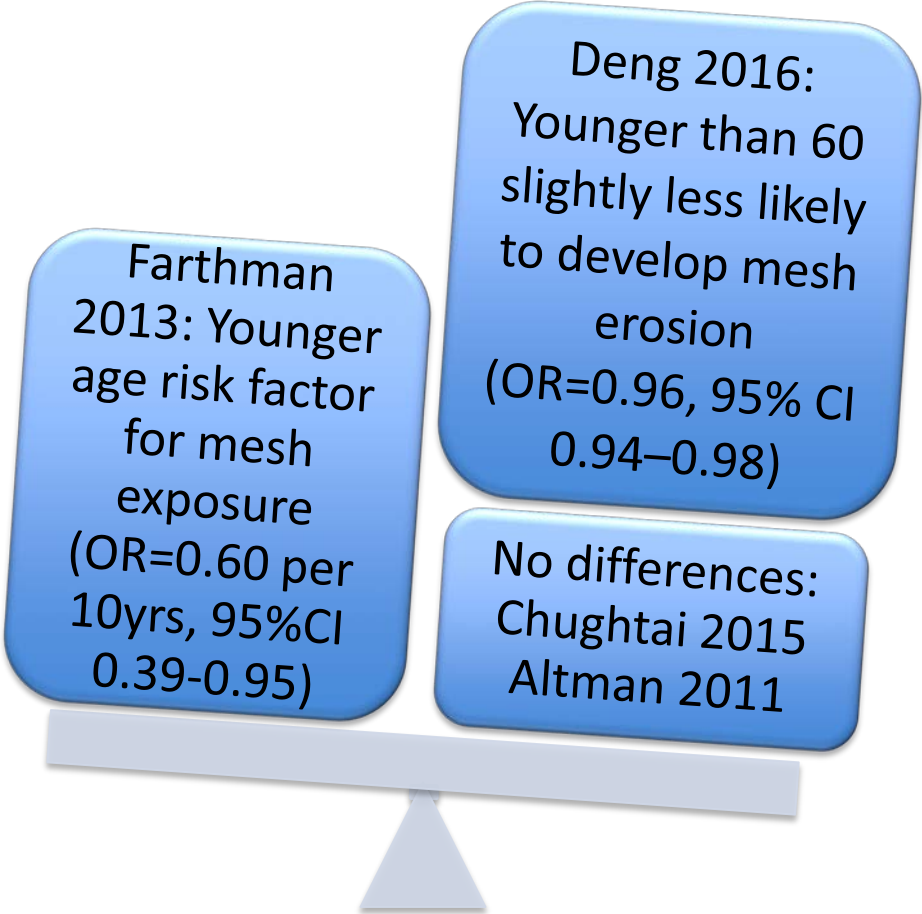 Farthman
2013: Younger
age risk factor
for mesh
exposure
(OR=0.60 per
10yrs, 95%CI
0.39-0.95)
Deng 2016:
Younger than 60
slightly less likely
to develop mesh
erosion
(OR=0.96, 95% CI
0.94–0.98)
No differences:
Chughtai 2015
Altman 2011